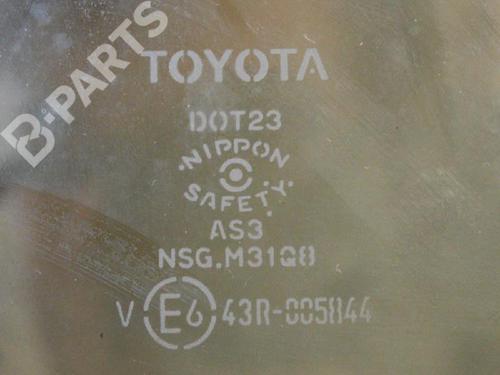 B-PARTS
TOYOTA
DOT23
NIPPON
SAFETY
AS3
NSG.M31Q8
V E6 43R-005844